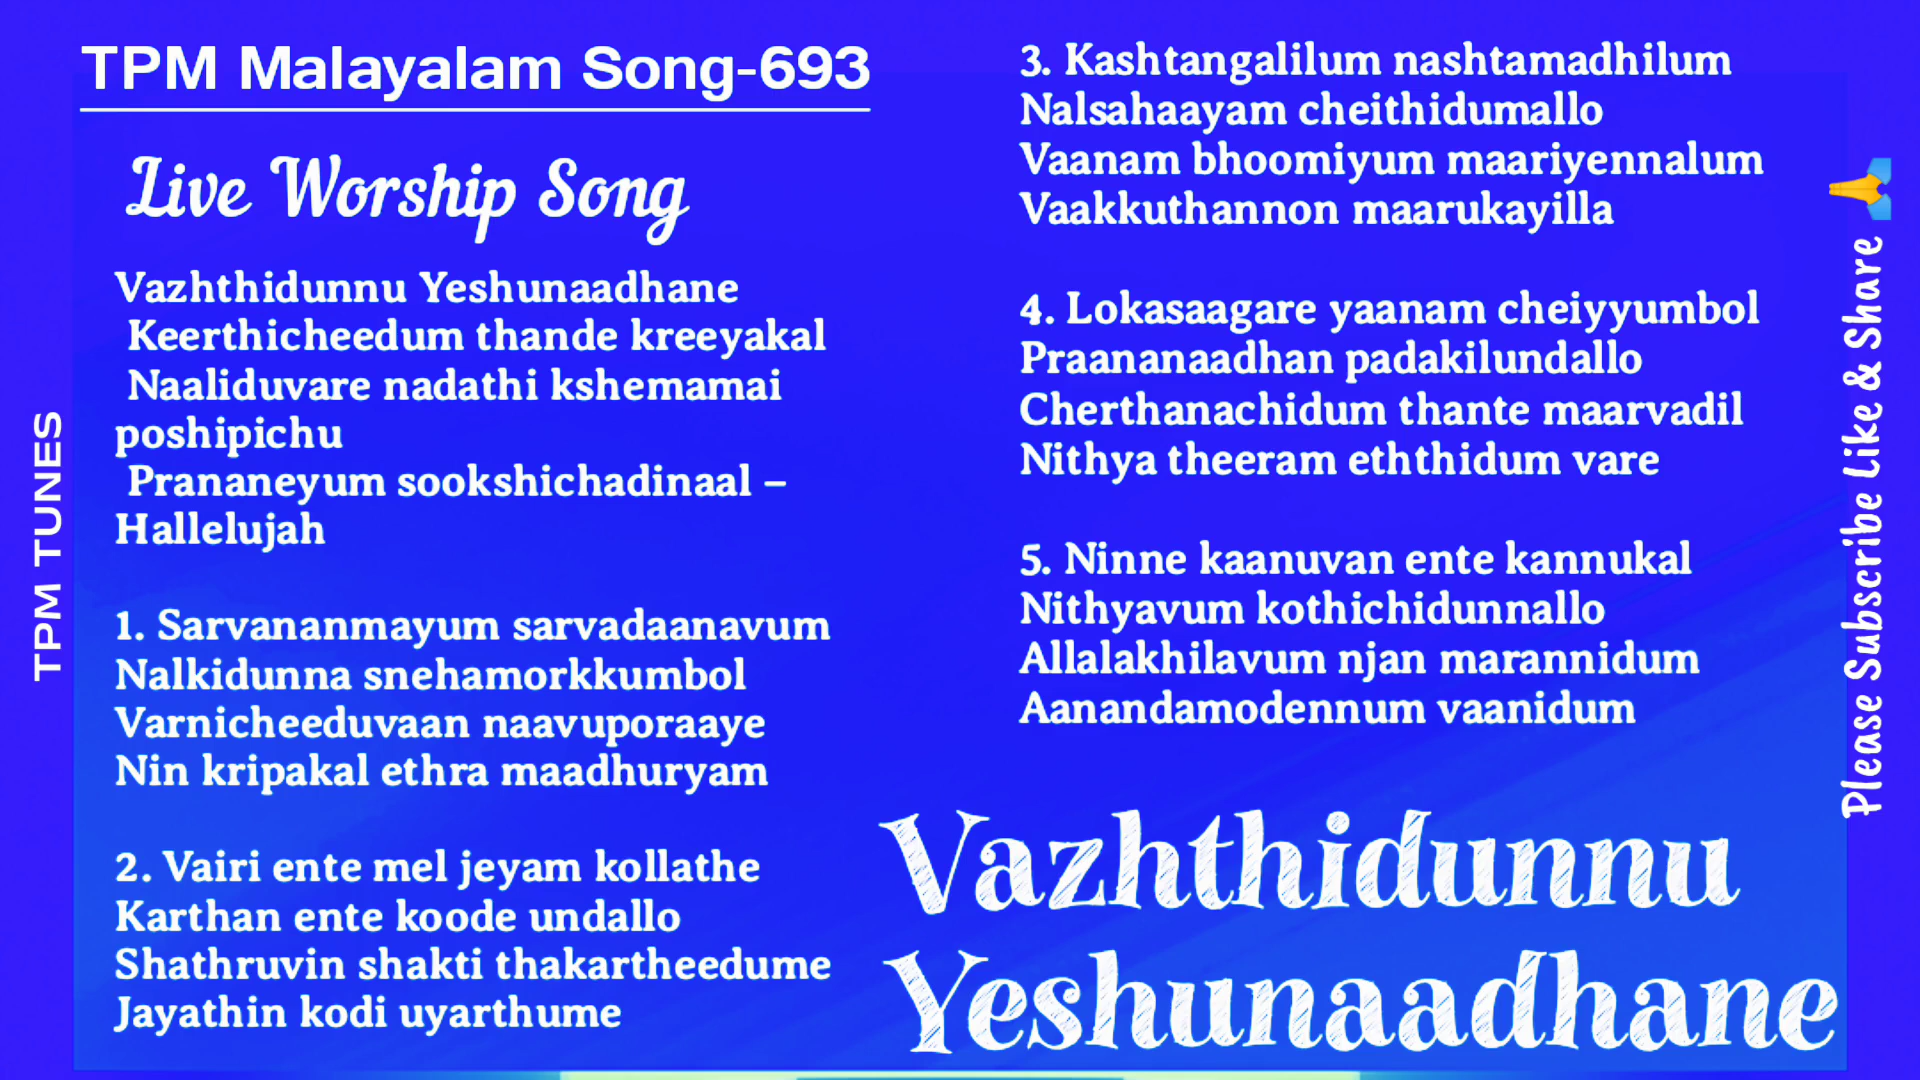 TPM Malayalam Song-693
Live Worship Song
Vazhthidunnu Yeshunaadhane
Keerthicheedum thande kreeyakal
Naaliduvare nadathi kshemamai
poshipichu
Prananeyum sookshichadinaal –
Hallelujah
1. Sarvananmayum sarvadaanavum
Nalkidunna snehamorkkumbol
Varnicheeduvaan naavuporaaye
Nin kripakal ethra maadhuryam
2. Vairi ente mel jeyam kollathe
Karthan ente koode undallo
Shathruvin shakti thakartheedume
Jayathin kodi uyarthume
3. Kashtangalilum nashtamadhilum
Nalsahaayam cheithidumallo
Vaanam bhoomiyum maariyennalum
Vaakkuthannon maarukayilla
4. Lokasaagare yaanam cheiyyumbol
Praananaadhan padakilundallo
Cherthanachidum thante maarvadil
Nithya theeram eththidum vare
5. Ninne kaanuvan ente kannukal
Nithyavum kothichidunnallo
Allalakhilavum njan marannidum
Aanandamodennum vaanidum
Vazhthidunnu
Yeshunaadhane
TPM TUNES
Please Subscribe Like & Share